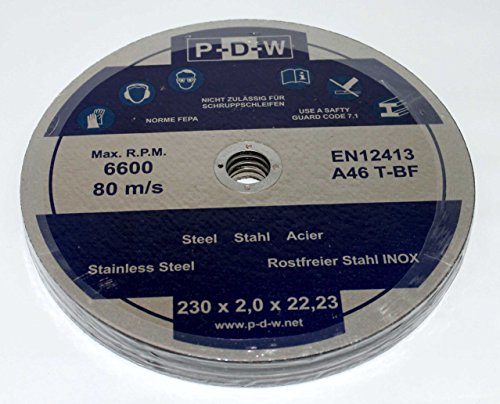 P-D-W
NICHT ZULÄSSIG FÜR
SCHRUPPSCHLEIFEN
NORME FEPA
USE A SAFTY
GUARD CODE 7.1
Max. R.P.M.
6600
80 m/s
EN12413
A46 T-BF
Steel Stahl Acier
Stainless Steel
Rostfreier Stahl INOX
230 x 2,0 x 22,23
www.p-d-w.net